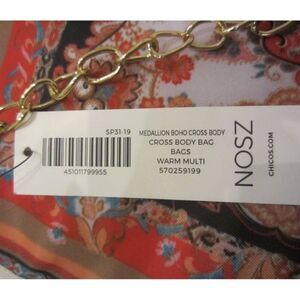 SP31-19
451011799955
MEDALLION BOHO CROSS BODY
CROSS BODY BAG
BAGS
WARM MULTI
570259199
NOSZ
CHICOS.COM